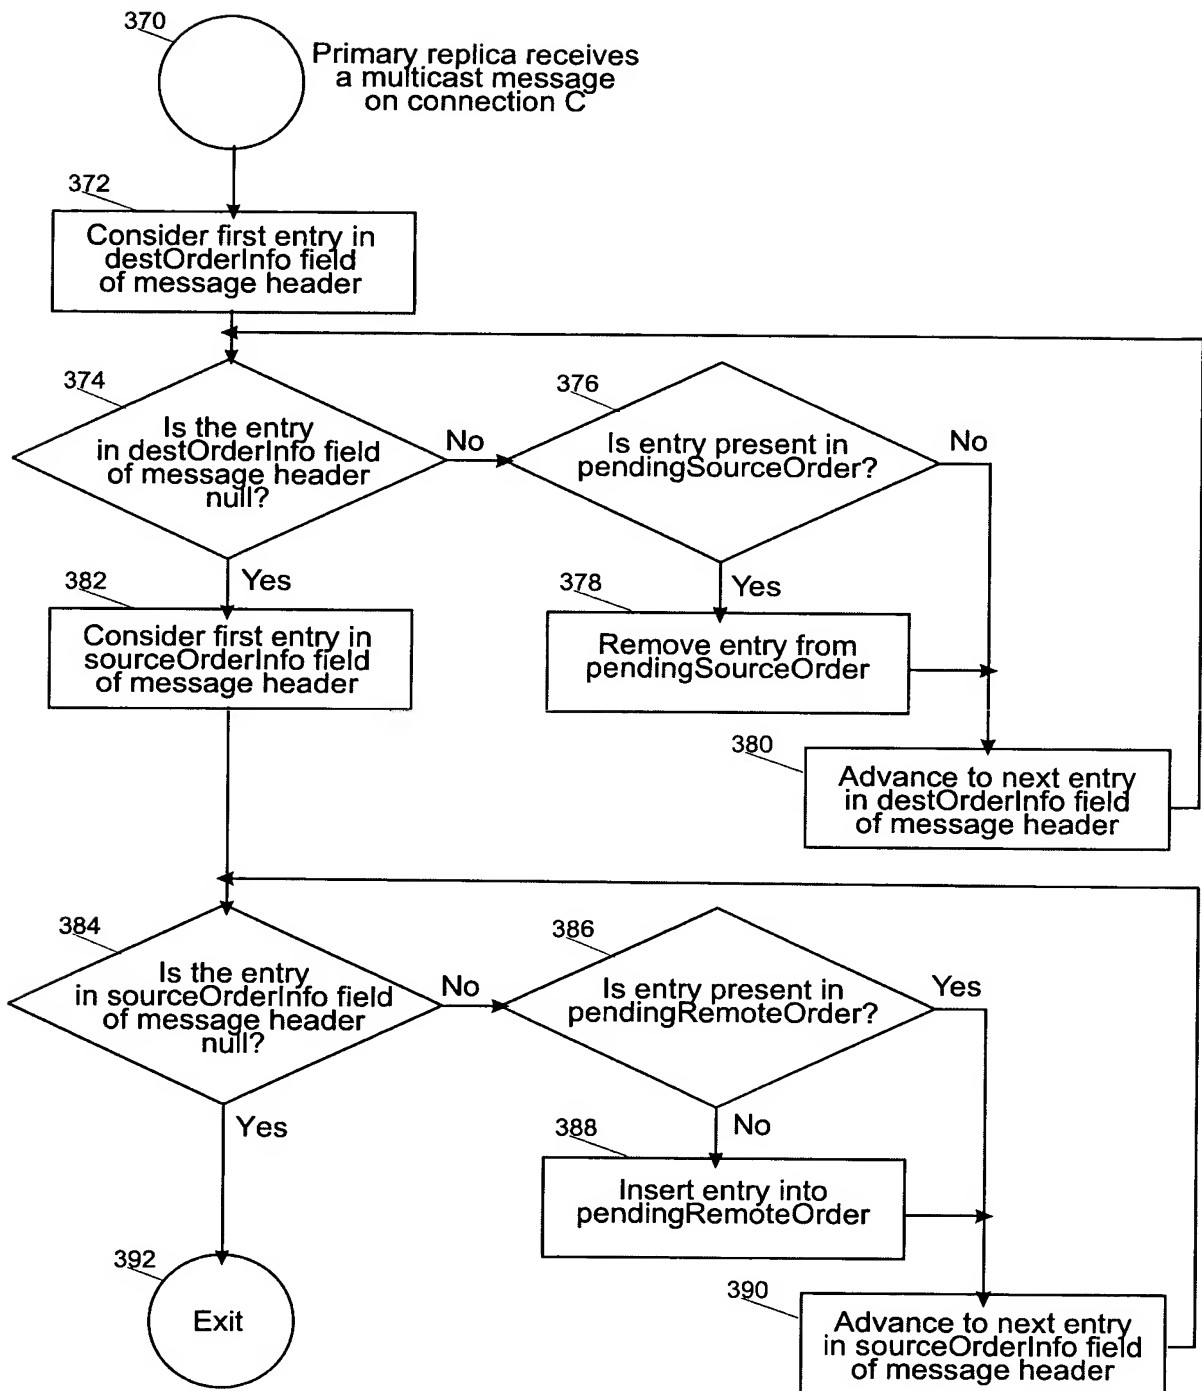 370
Primary replica receives
a multicast message
on connection C
372
Consider first entry in
destOrderInfo field
of message header
374
Is the entry
in destOrderInfo field
of message header
null?
No
376
Is entry present in
pendingSourceOrder?
No
Yes
Yes
382
Consider first entry in
sourceOrderInfo field
of message header
378
Remove entry from
pendingSourceOrder
380
Advance to next entry
in destOrderInfo field
of message header
384
Is the entry
in sourceOrderInfo field
of message header
null?
No
386
Is entry present in
pendingRemoteOrder?
Yes
Yes
No
388
Insert entry into
pendingRemoteOrder
392
Exit
390
Advance to next entry
in sourceOrderInfo field
of message header